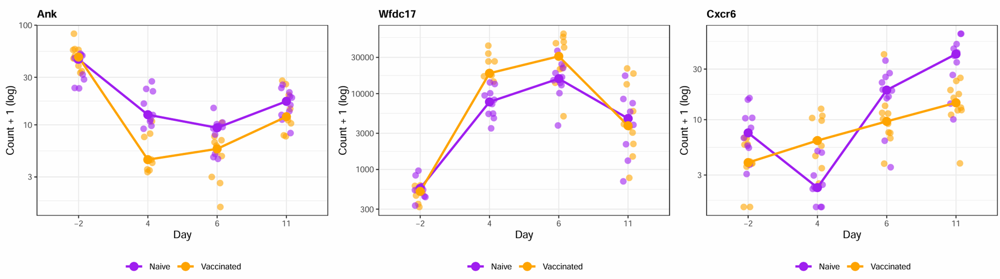 Ank
Count + 1 (log)
100
30
10
3
−2 4 6 11
Day
Naive Vaccinated
Wfdc17
Count + 1 (log)
30000
10000
3000
1000
300
−2 4 6 11
Day
Naive Vaccinated
Cxcr6
Count + 1 (log)
30
10
3
−2 4 6 11
Day
Naive Vaccinated